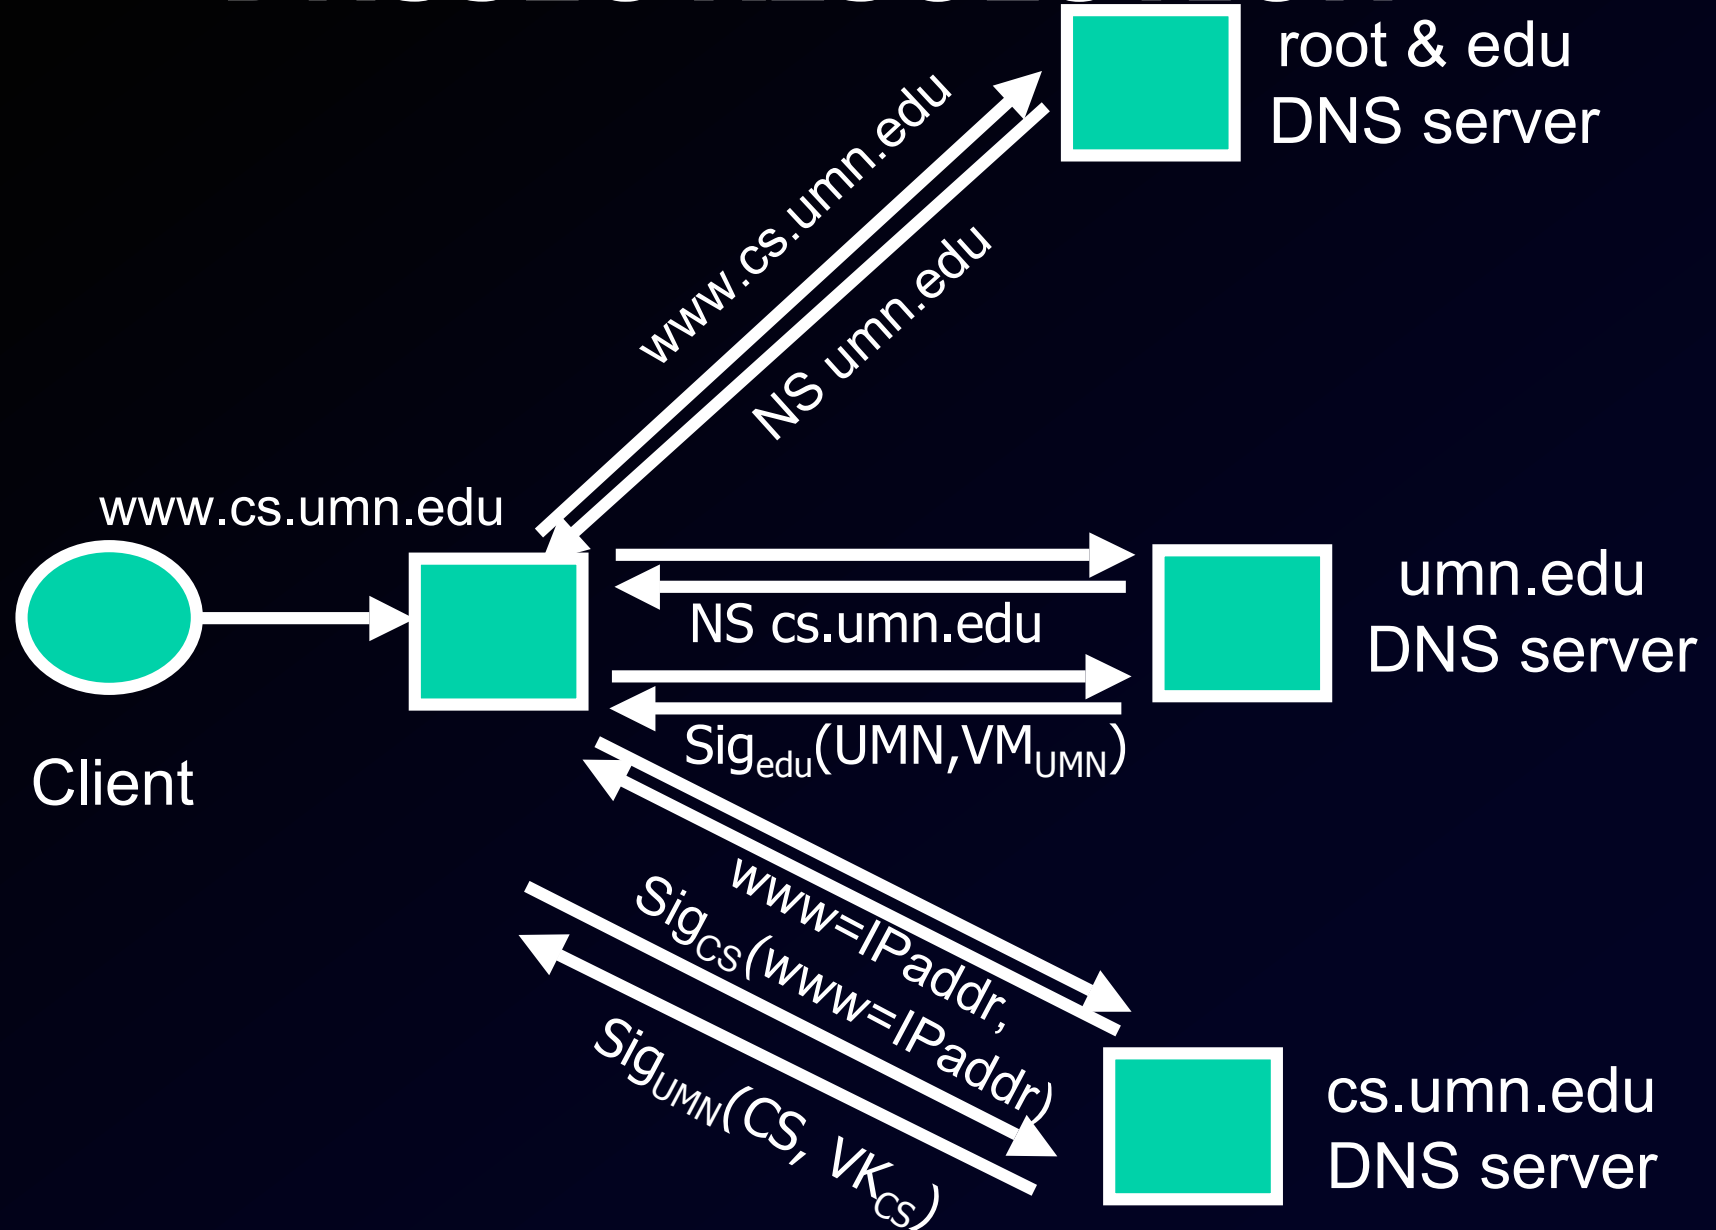 root & edu
DNS server
www.cs.umn.edu
NS umn.edu
www.cs.umn.edu
umn.edu
DNS server
NS cs.umn.edu
Sigedu(UMN,VMUMN)
Client
www=IPaddr,
SigCS(www=IPaddr)
SigUMN(CS, VKCS)
cs.umn.edu
DNS server